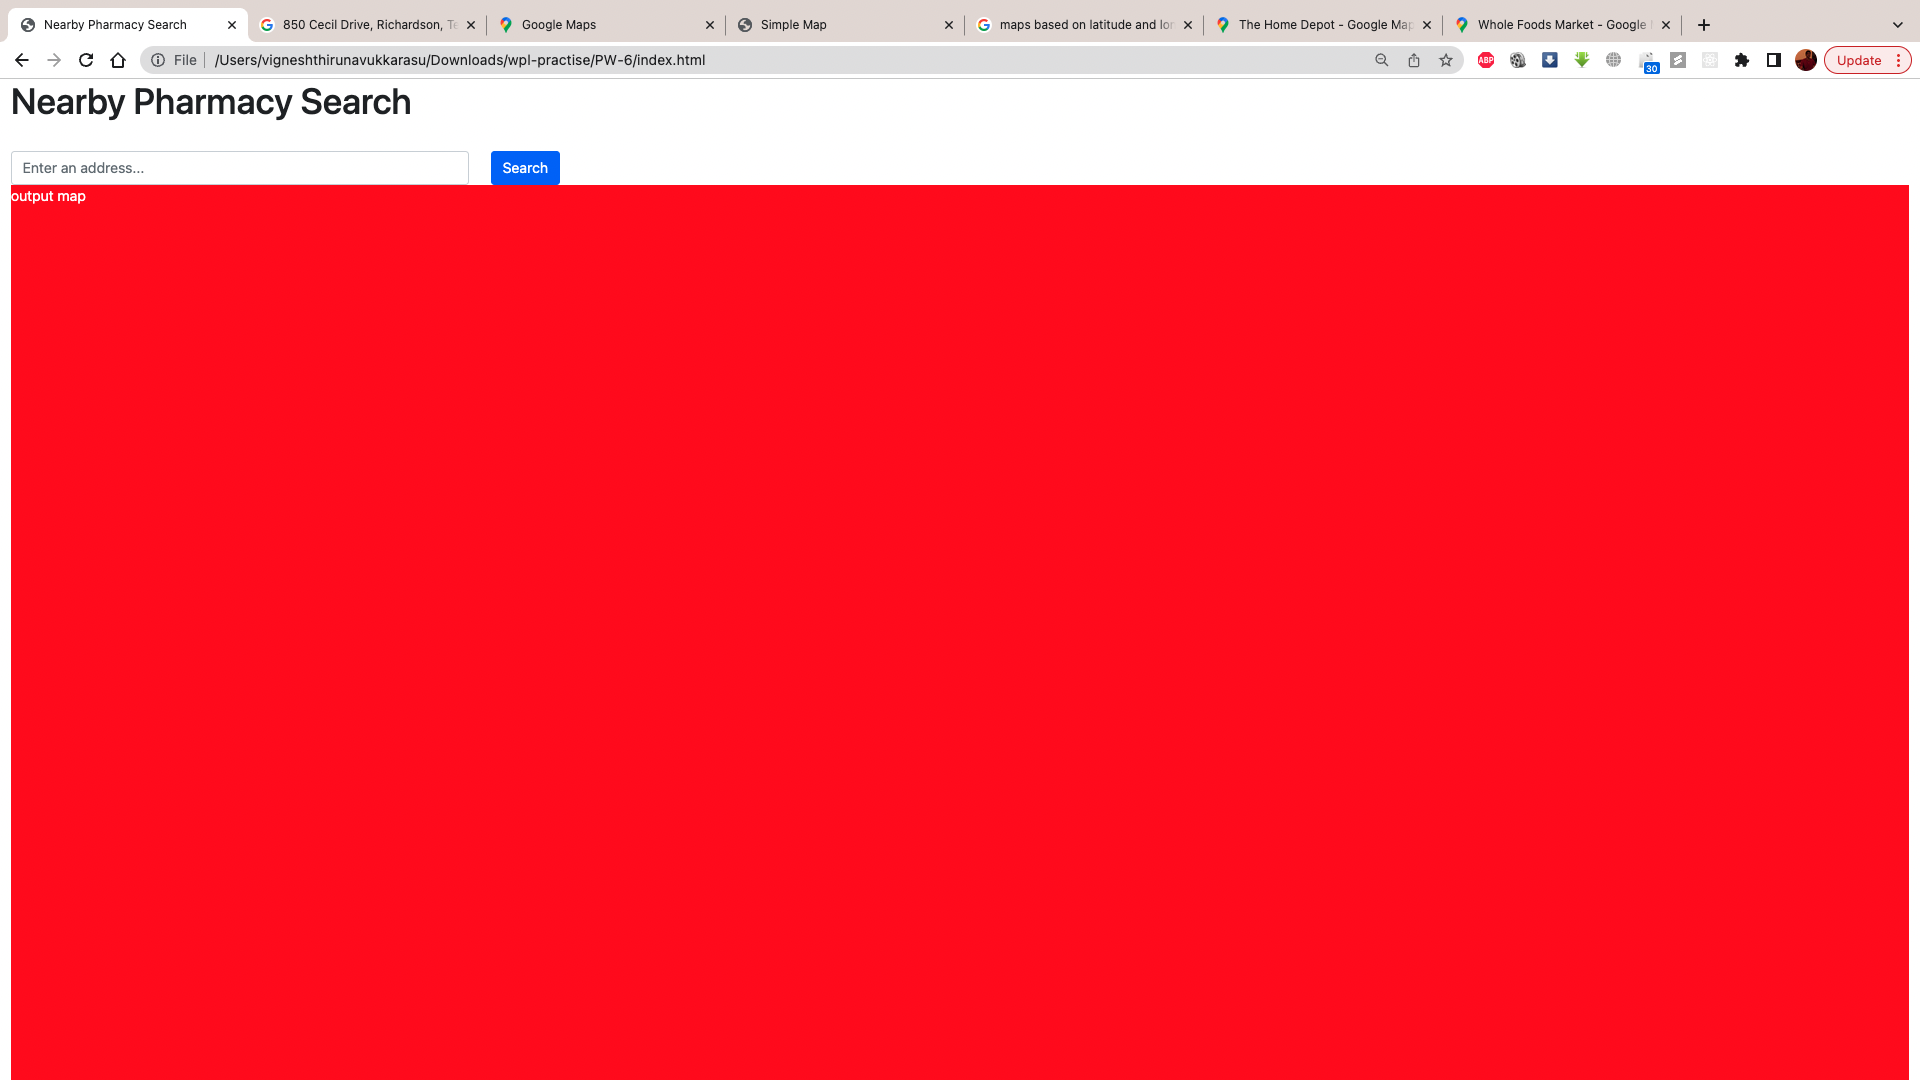 Nearby Pharmacy Search
850 Cecil Drive, Richardson, Te
Google Maps
Simple Map
maps based on latitude and lon
The Home Depot - Google Map
Whole Foods Market - Google
File
/Users/vigneshthirunavukkarasu/Downloads/wpl-practise/PW-6/index.html
ABP
30
Update
Nearby Pharmacy Search
Enter an address...
Search
output map